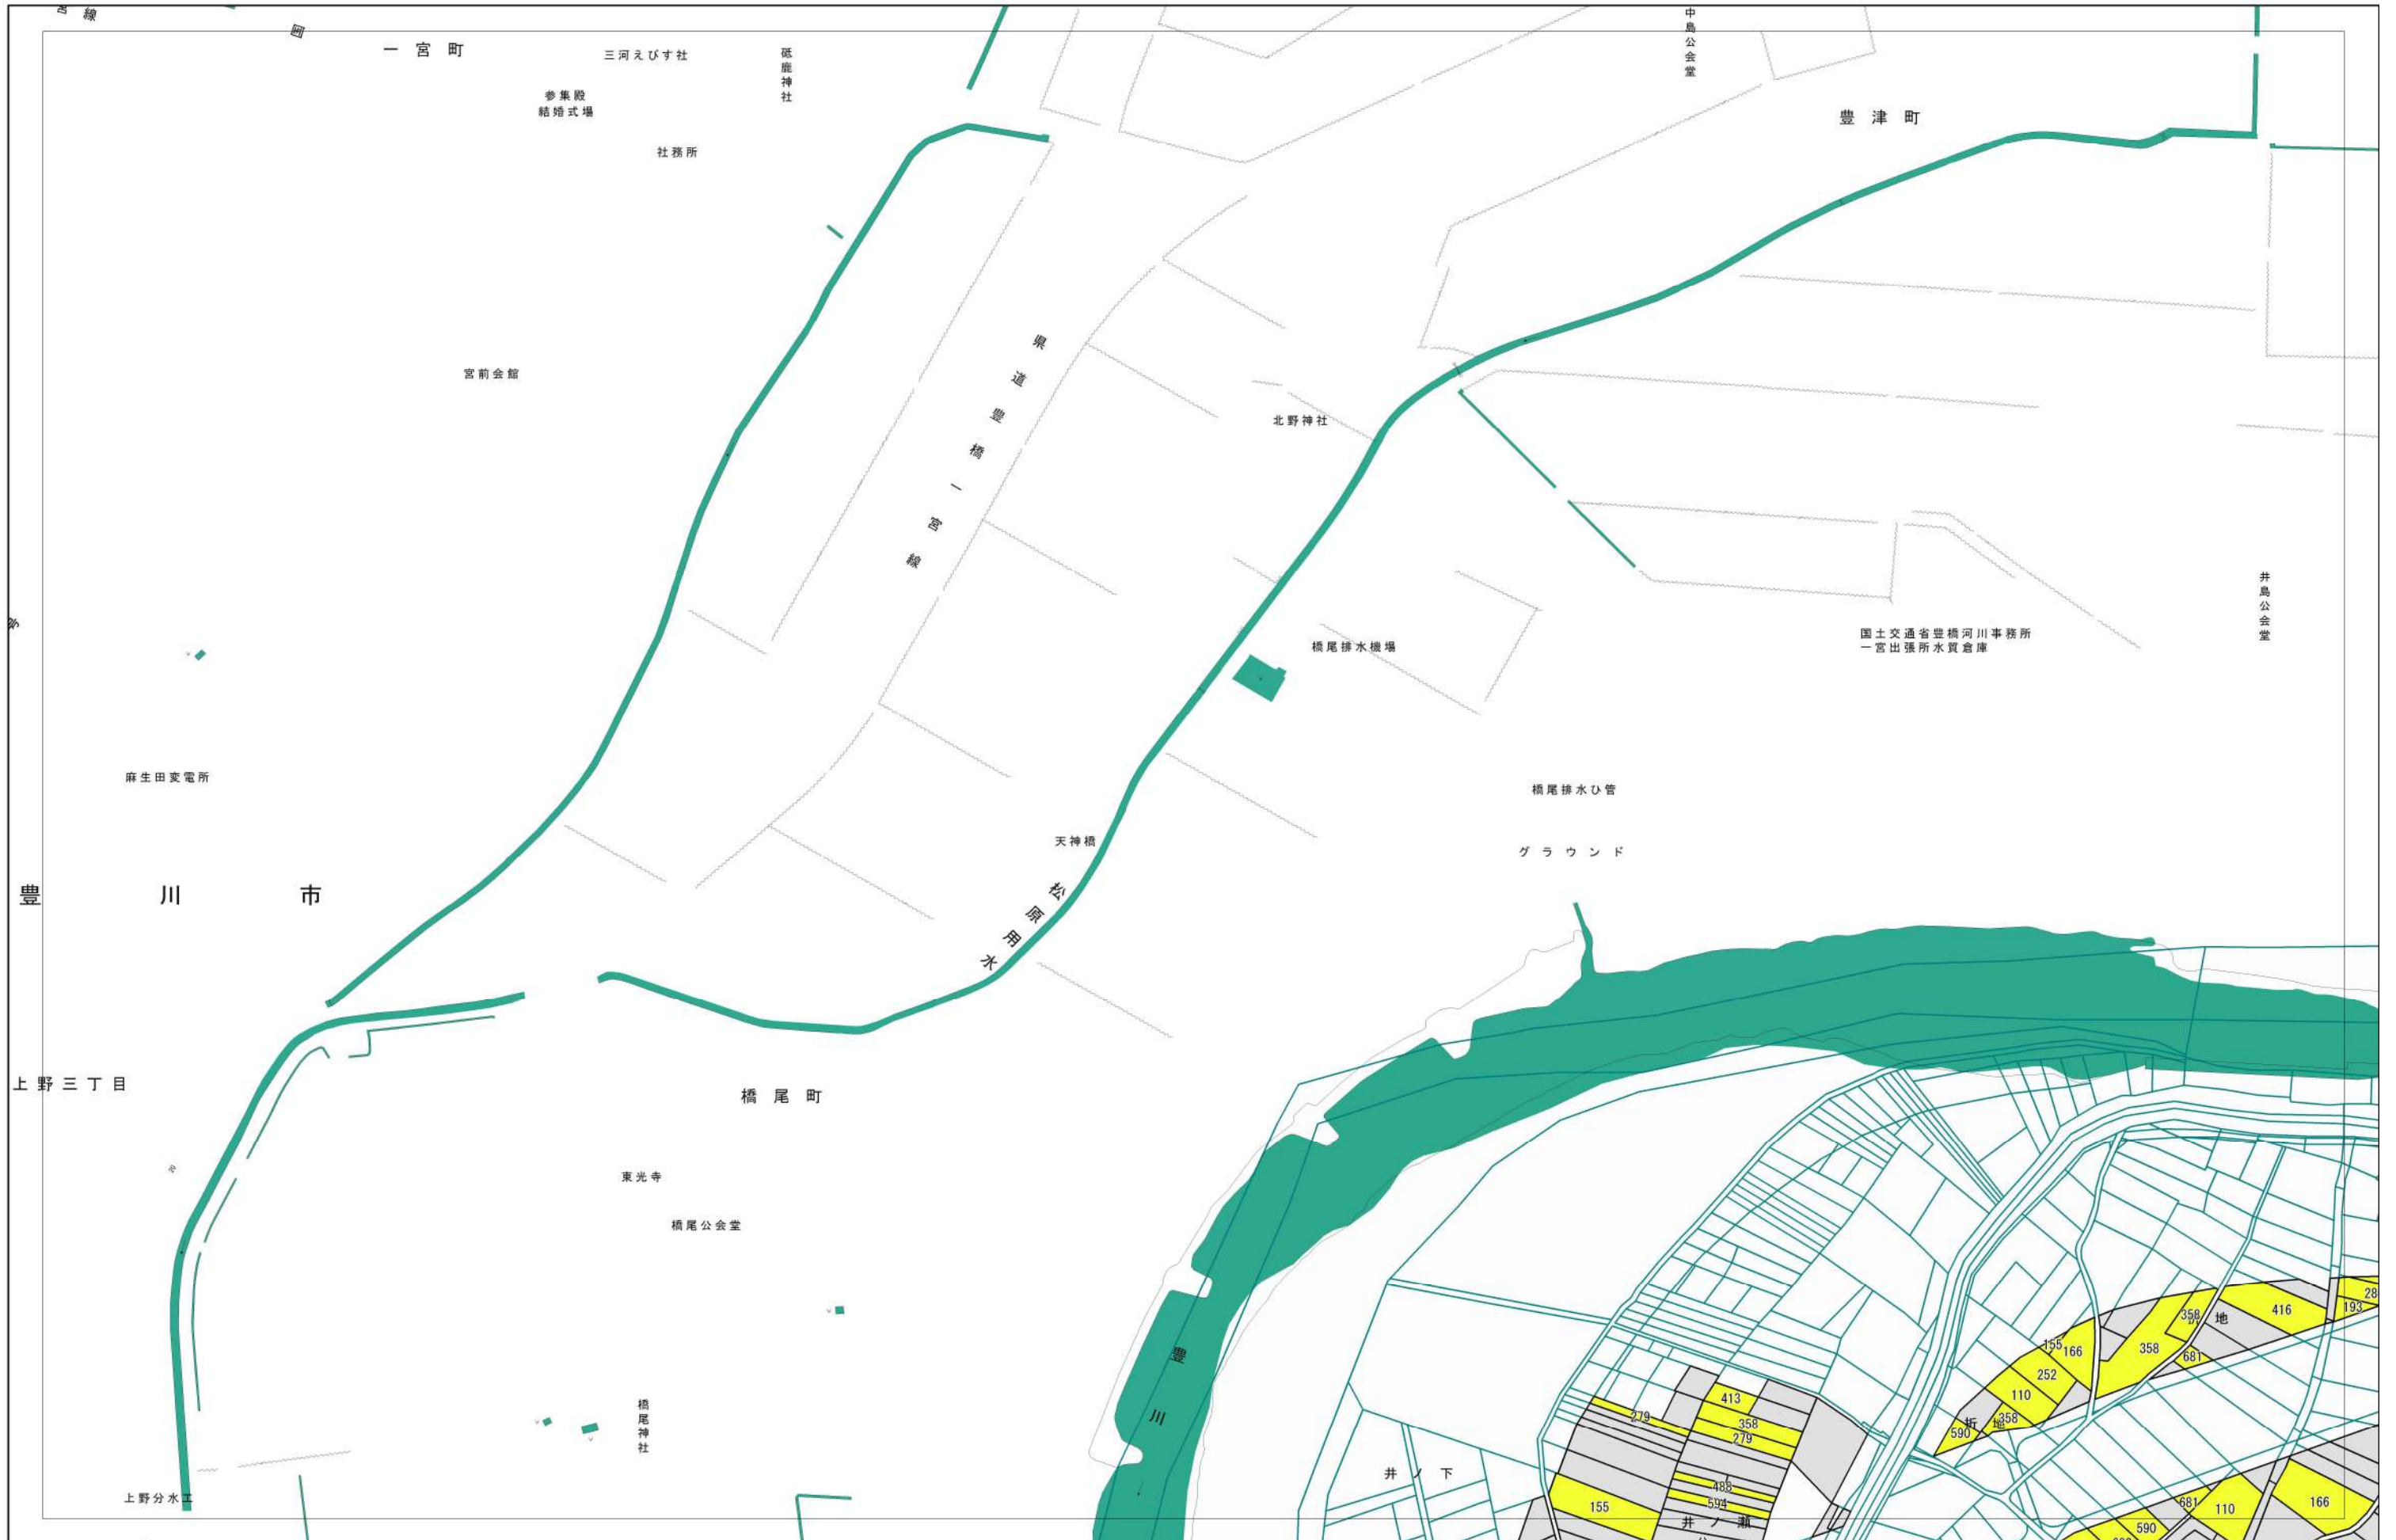 宮線
一宮町
三河えびす社
砥鹿神社
中島公会堂
参集殿
結婚式場
豊津町
社務所
県道豊橋一宮線
宮前会館
北野神社
井島公会堂
国土交通省豊橋河川事務所
一宮出張所水質倉庫
橋尾排水機場
麻生田変電所
橋尾排水ひ管
天神橋
グラウンド
豊川市
松原用水
上野三丁目
橋尾町
東光寺
橋尾公会堂
28
193
416
358
地
155
166
358
681
252
110
豊川
413
358
279
279
折地
358
590
橋尾神社
井ノ下
488
594
155
井ノ瀬
上野分水工
681
110
166
590